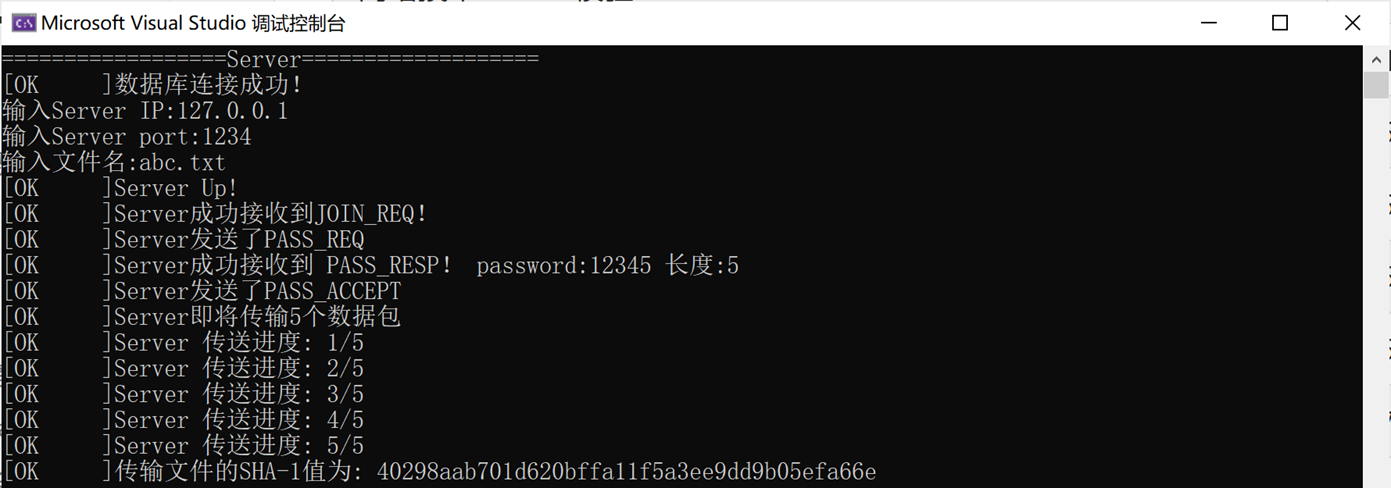 Microsoft Visual Studio 调试控制台
==================Server===================
[OK     ]数据库连接成功!
输入Server IP:127.0.0.1
输入Server port:1234
输入文件名:abc.txt
[OK     ]Server Up!
[OK     ]Server成功接收到JOIN_REQ!
[OK     ]Server发送了PASS_REQ
[OK     ]Server成功接收到 PASS_RESP!  password:12345 长度:5
[OK     ]Server发送了PASS_ACCEPT
[OK     ]Server即将传输5个数据包
[OK     ]Server 传送进度: 1/5
[OK     ]Server 传送进度: 2/5
[OK     ]Server 传送进度: 3/5
[OK     ]Server 传送进度: 4/5
[OK     ]Server 传送进度: 5/5
[OK     ]传输文件的SHA-1值为: 40298aab701d620bffa11f5a3ee9dd9b05efa66e